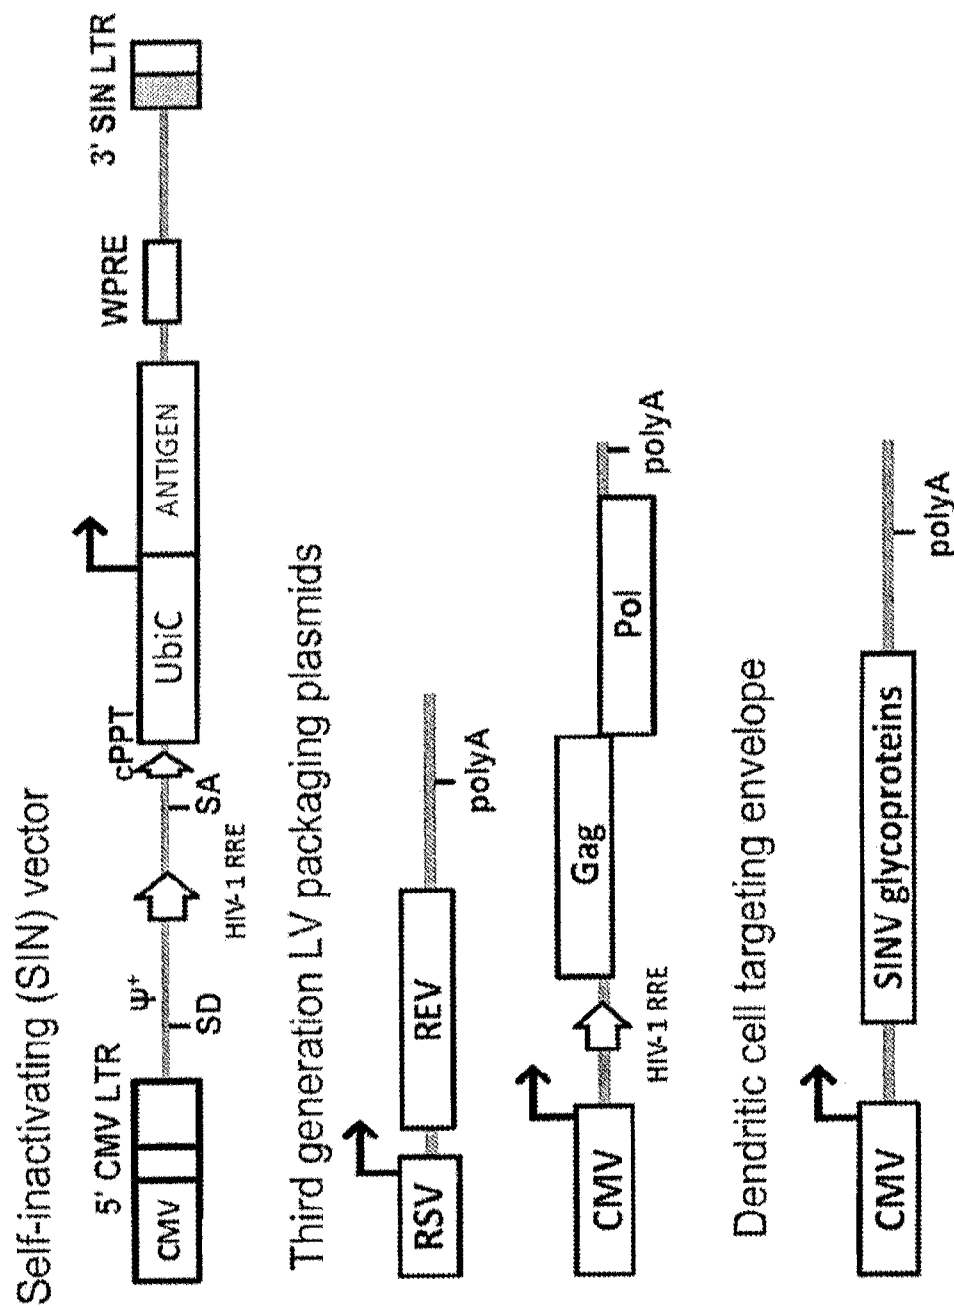 Self-inactivating (SIN) vector
5' CMV LTR
Ψ+
cPPT
WPRE
3' SIN LTR
CMV
UbiC
ANTIGEN
SD
HIV-1 RRE
SA
Third generation LV packaging plasmids
RSV
REV
polyA
CMV
HIV-1 RRE
Gag
Pol
polyA
Dendritic cell targeting envelope
CMV
SINV glycoproteins
polyA